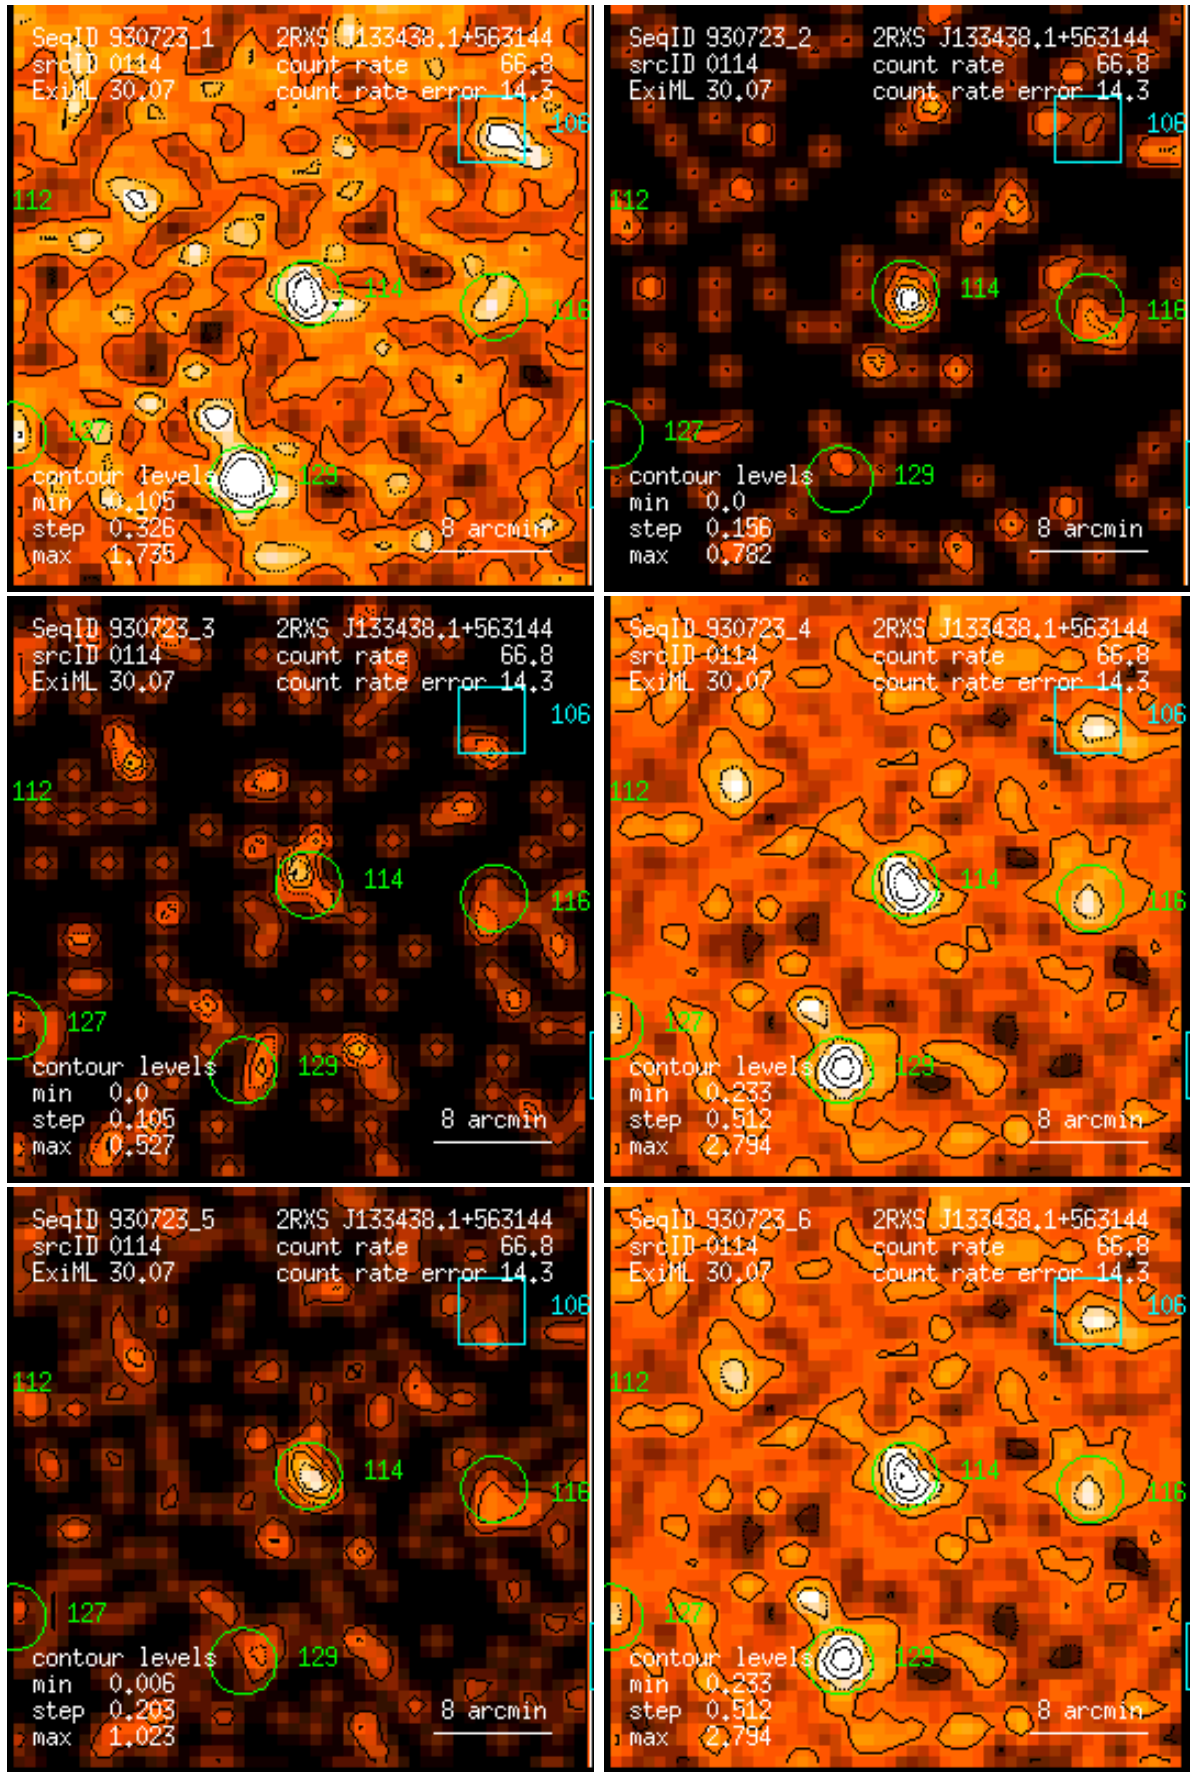 SeqID 930723_1 2RXS J133438.1+563144
srcID 0114 count rate 66.8
ExiML 30.07 count rate error 14.3
106
112
114
116
127
129
contour levels
min 0.105
step 0.326 8 arcmin
max 1.735
SeqID 930723_2 2RXS J133438.1+563144
srcID 0114 count rate 66.8
ExiML 30.07 count rate error 14.3
106
112
114
116
127
129
contour levels
min 0.0
step 0.156 8 arcmin
max 0.782
SeqID 930723_3 2RXS J133438.1+563144
srcID 0114 count rate 66.8
ExiML 30.07 count rate error 14.3
106
112
114
116
127
129
contour levels
min 0.0
step 0.105 8 arcmin
max 0.527
SeqID 930723_4 2RXS J133438.1+563144
srcID 0114 count rate 66.8
ExiML 30.07 count rate error 14.3
106
112
114
116
127
129
contour levels
min 0.233
step 0.512 8 arcmin
max 2.794
SeqID 930723_5 2RXS J133438.1+563144
srcID 0114 count rate 66.8
ExiML 30.07 count rate error 14.3
106
112
114
116
127
129
contour levels
min 0.006
step 0.203 8 arcmin
max 1.023
SeqID 930723_6 2RXS J133438.1+563144
srcID 0114 count rate 66.8
ExiML 30.07 count rate error 14.3
106
112
114
116
127
129
contour levels
min 0.233
step 0.512 8 arcmin
max 2.794